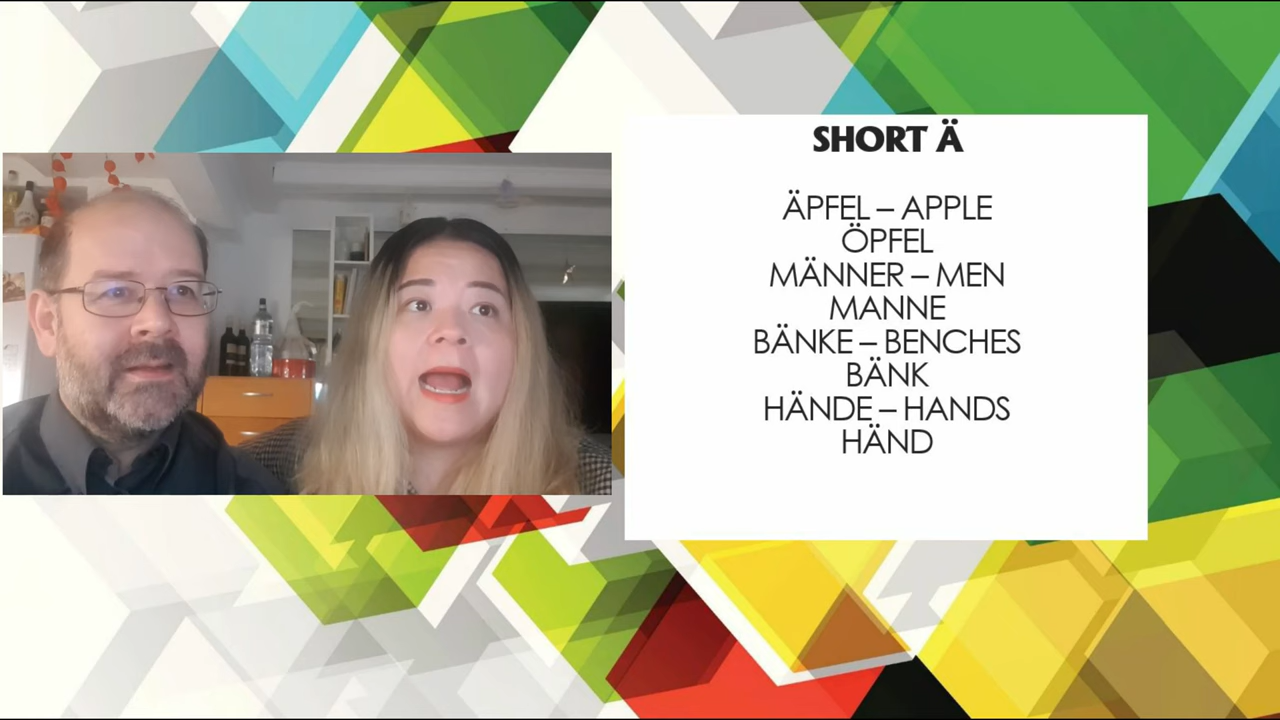 SHORT Ä
ÄPFEL – APPLE
ÖPFEL
MÄNNER – MEN
MANNE
BÄNKE – BENCHES
BÄNK
HÄNDE – HANDS
HÄND